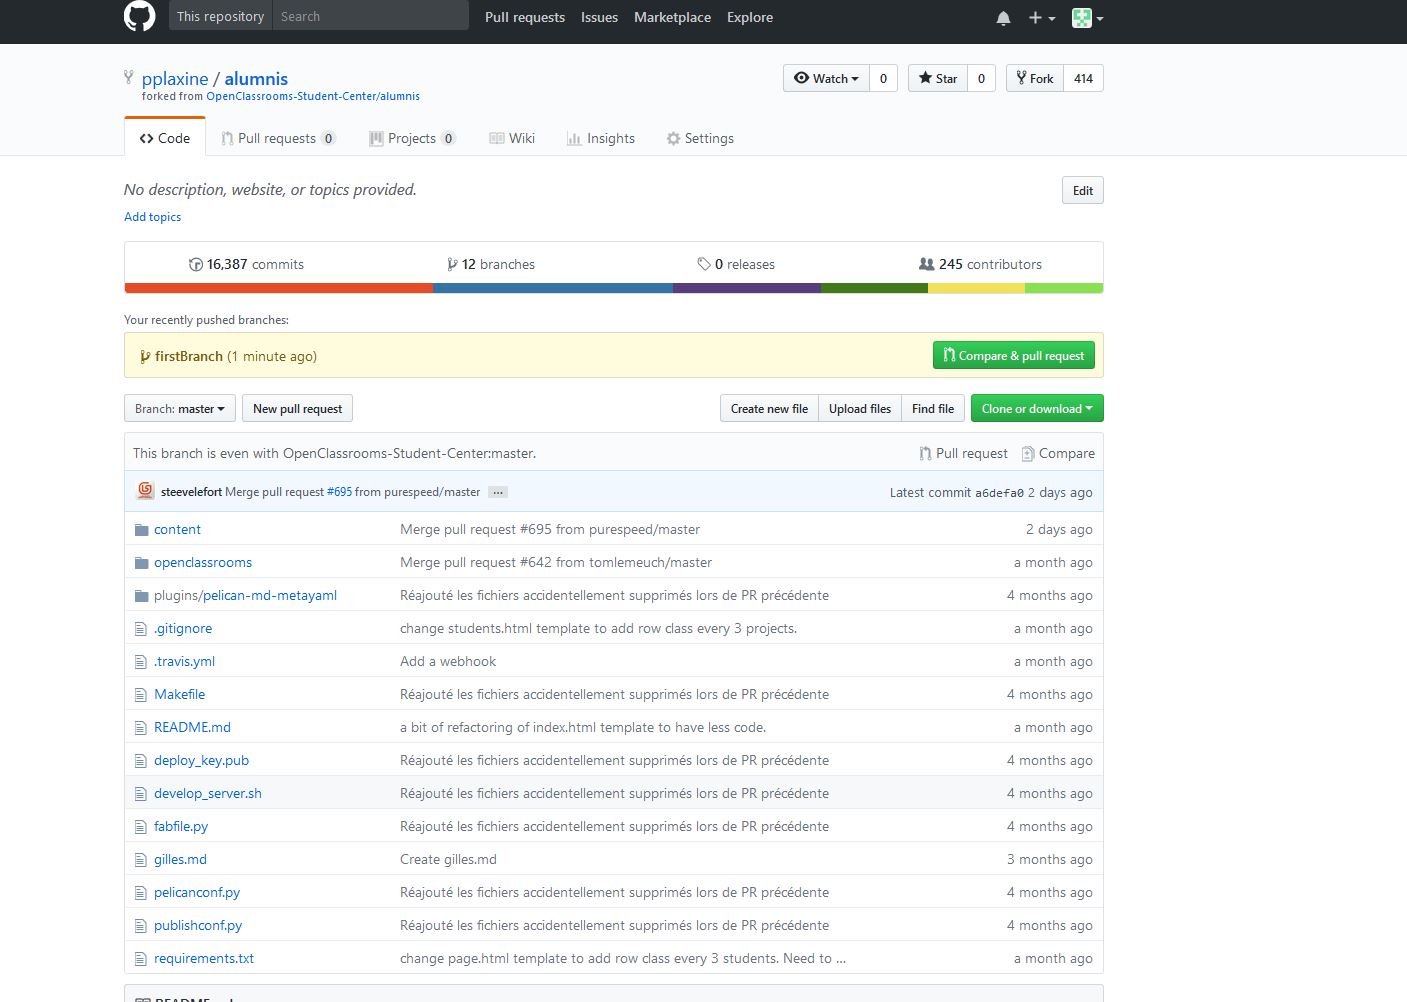 This repository Search Pull requests Issues Marketplace Explore
pplaxine / alumnis Watch 0 Star 0 Fork 414
forked from OpenClassrooms-Student-Center/alumnis
Code Pull requests 0 Projects 0 Wiki Insights Settings
No description, website, or topics provided. Edit
Add topics
16,387 commits 12 branches 0 releases 245 contributors
Your recently pushed branches:
firstBranch (1 minute ago) Compare & pull request
Branch: master New pull request Create new file Upload files Find file Clone or download
This branch is even with OpenClassrooms-Student-Center:master. Pull request Compare
steevelefort Merge pull request #695 from purespeed/master ... Latest commit a6defa0 2 days ago
content Merge pull request #695 from purespeed/master 2 days ago
openclassrooms Merge pull request #642 from tomlemeuch/master a month ago
plugins/pelican-md-metayaml Réajouté les fichiers accidentellement supprimés lors de PR précédente 4 months ago
.gitignore change students.html template to add row class every 3 projects. a month ago
.travis.yml Add a webhook a month ago
Makefile Réajouté les fichiers accidentellement supprimés lors de PR précédente 4 months ago
README.md a bit of refactoring of index.html template to have less code. a month ago
deploy_key.pub Réajouté les fichiers accidentellement supprimés lors de PR précédente 4 months ago
develop_server.sh Réajouté les fichiers accidentellement supprimés lors de PR précédente 4 months ago
fabfile.py Réajouté les fichiers accidentellement supprimés lors de PR précédente 4 months ago
gilles.md Create gilles.md 3 months ago
pelicanconf.py Réajouté les fichiers accidentellement supprimés lors de PR précédente 4 months ago
publishconf.py Réajouté les fichiers accidentellement supprimés lors de PR précédente 4 months ago
requirements.txt change page.html template to add row class every 3 students. Need to ... a month ago
README.md